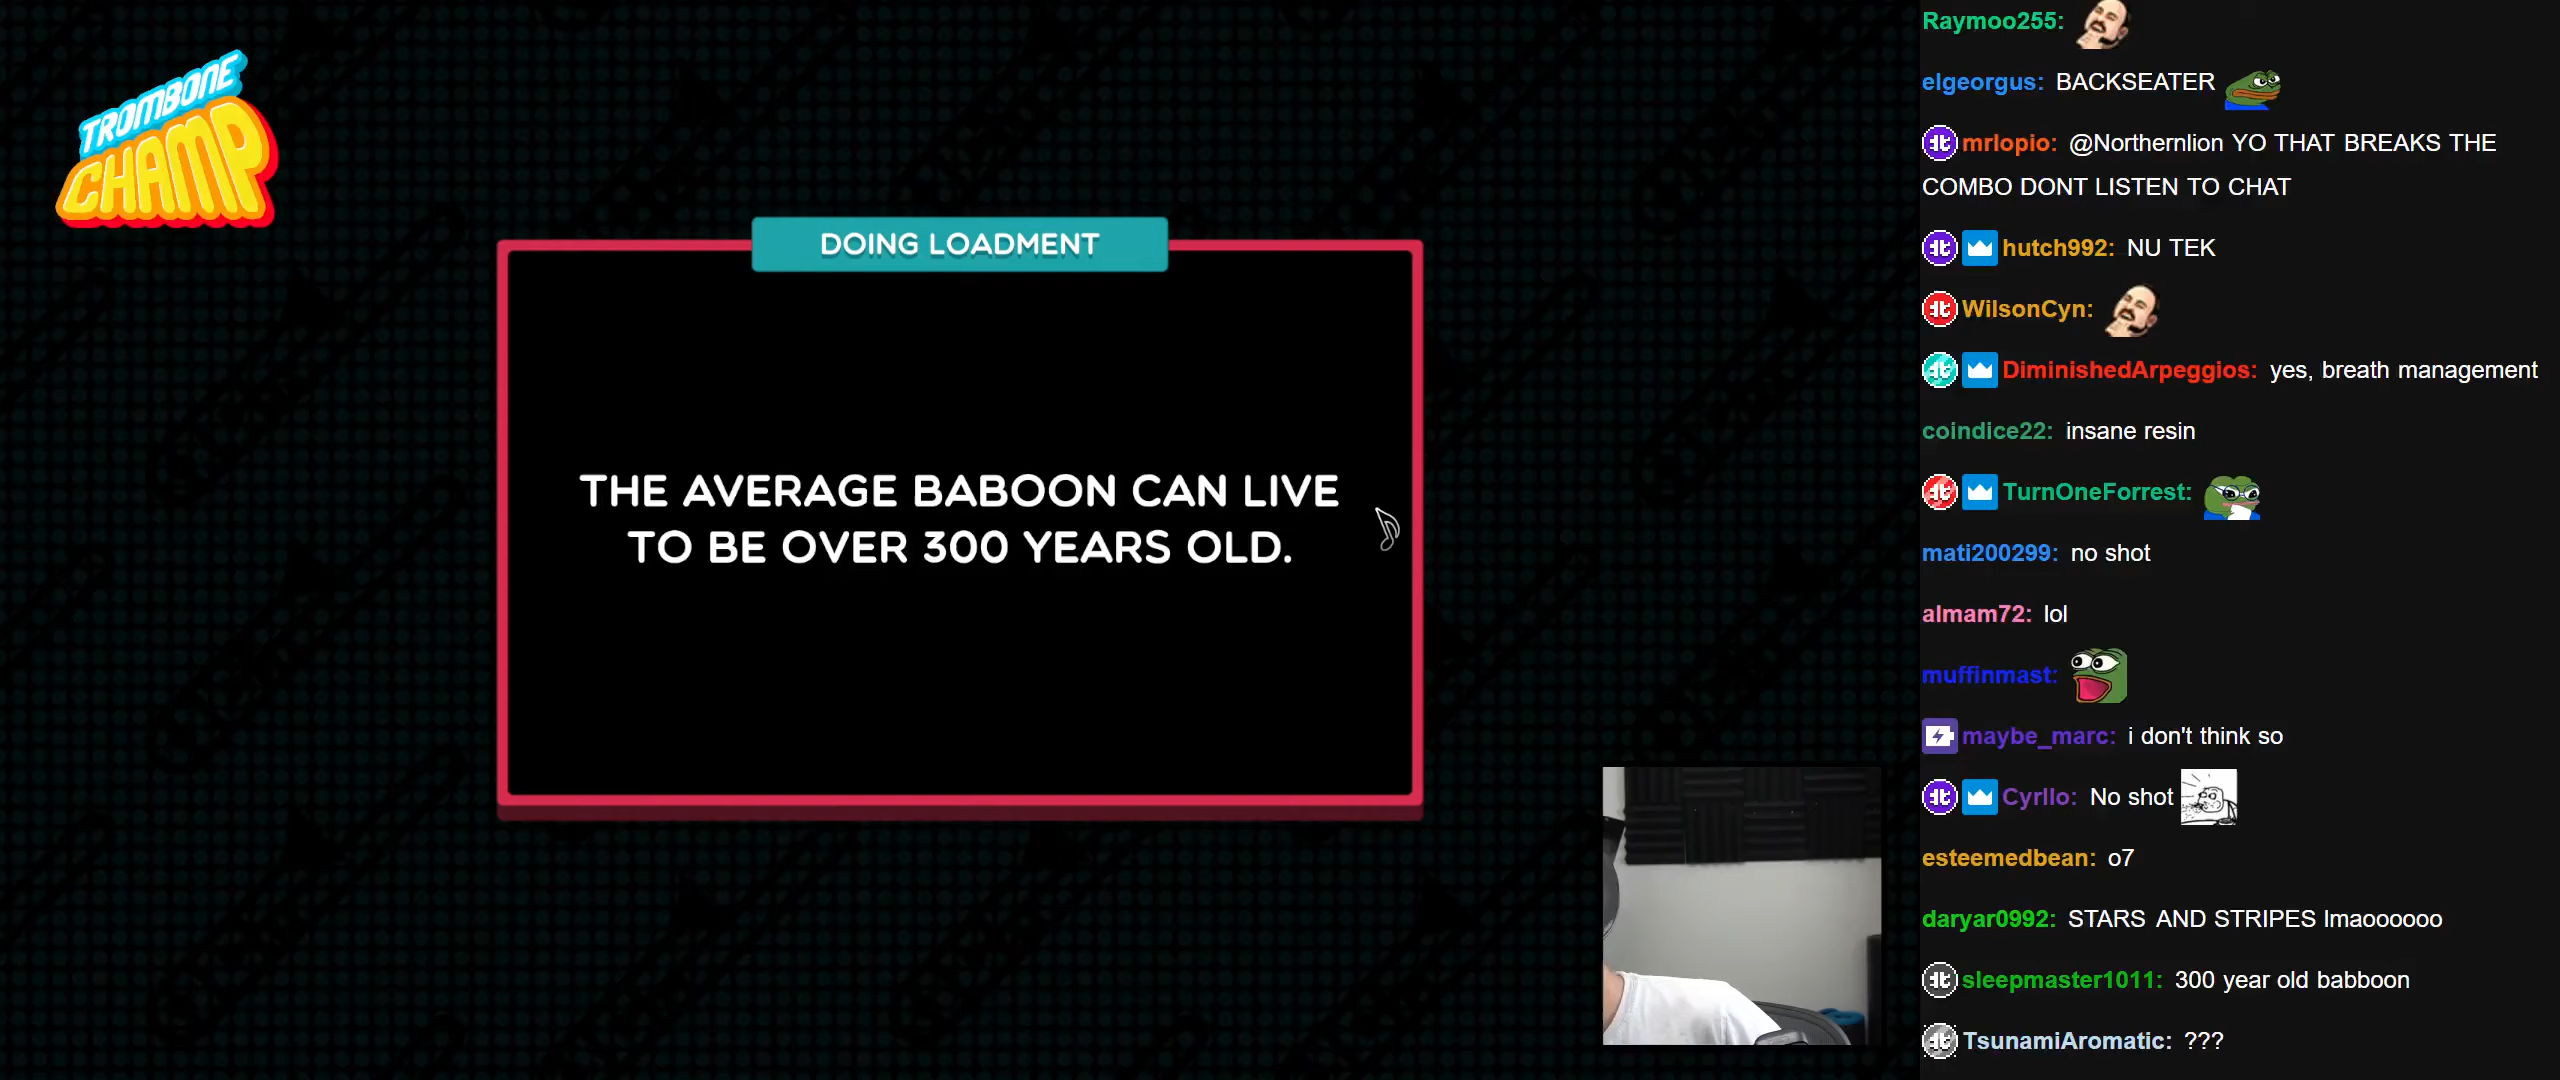 TROMBONE
CHAMP
DOING LOADMENT
THE AVERAGE BABOON CAN LIVE
TO BE OVER 300 YEARS OLD.
Raymoo255:
elgeorgus: BACKSEATER
mrlopio: @Northernlion YO THAT BREAKS THE
COMBO DONT LISTEN TO CHAT
hutch992: NU TEK
WilsonCyn:
DiminishedArpeggios: yes, breath management
coindice22: insane resin
TurnOneForrest:
mati200299: no shot
almam72: lol
muffinmast:
maybe_marc: i don't think so
Cyrllo: No shot
esteemedbean: o7
daryar0992: STARS AND STRIPES lmaoooooo
sleepmaster1011: 300 year old babboon
TsunamiAromatic: ???